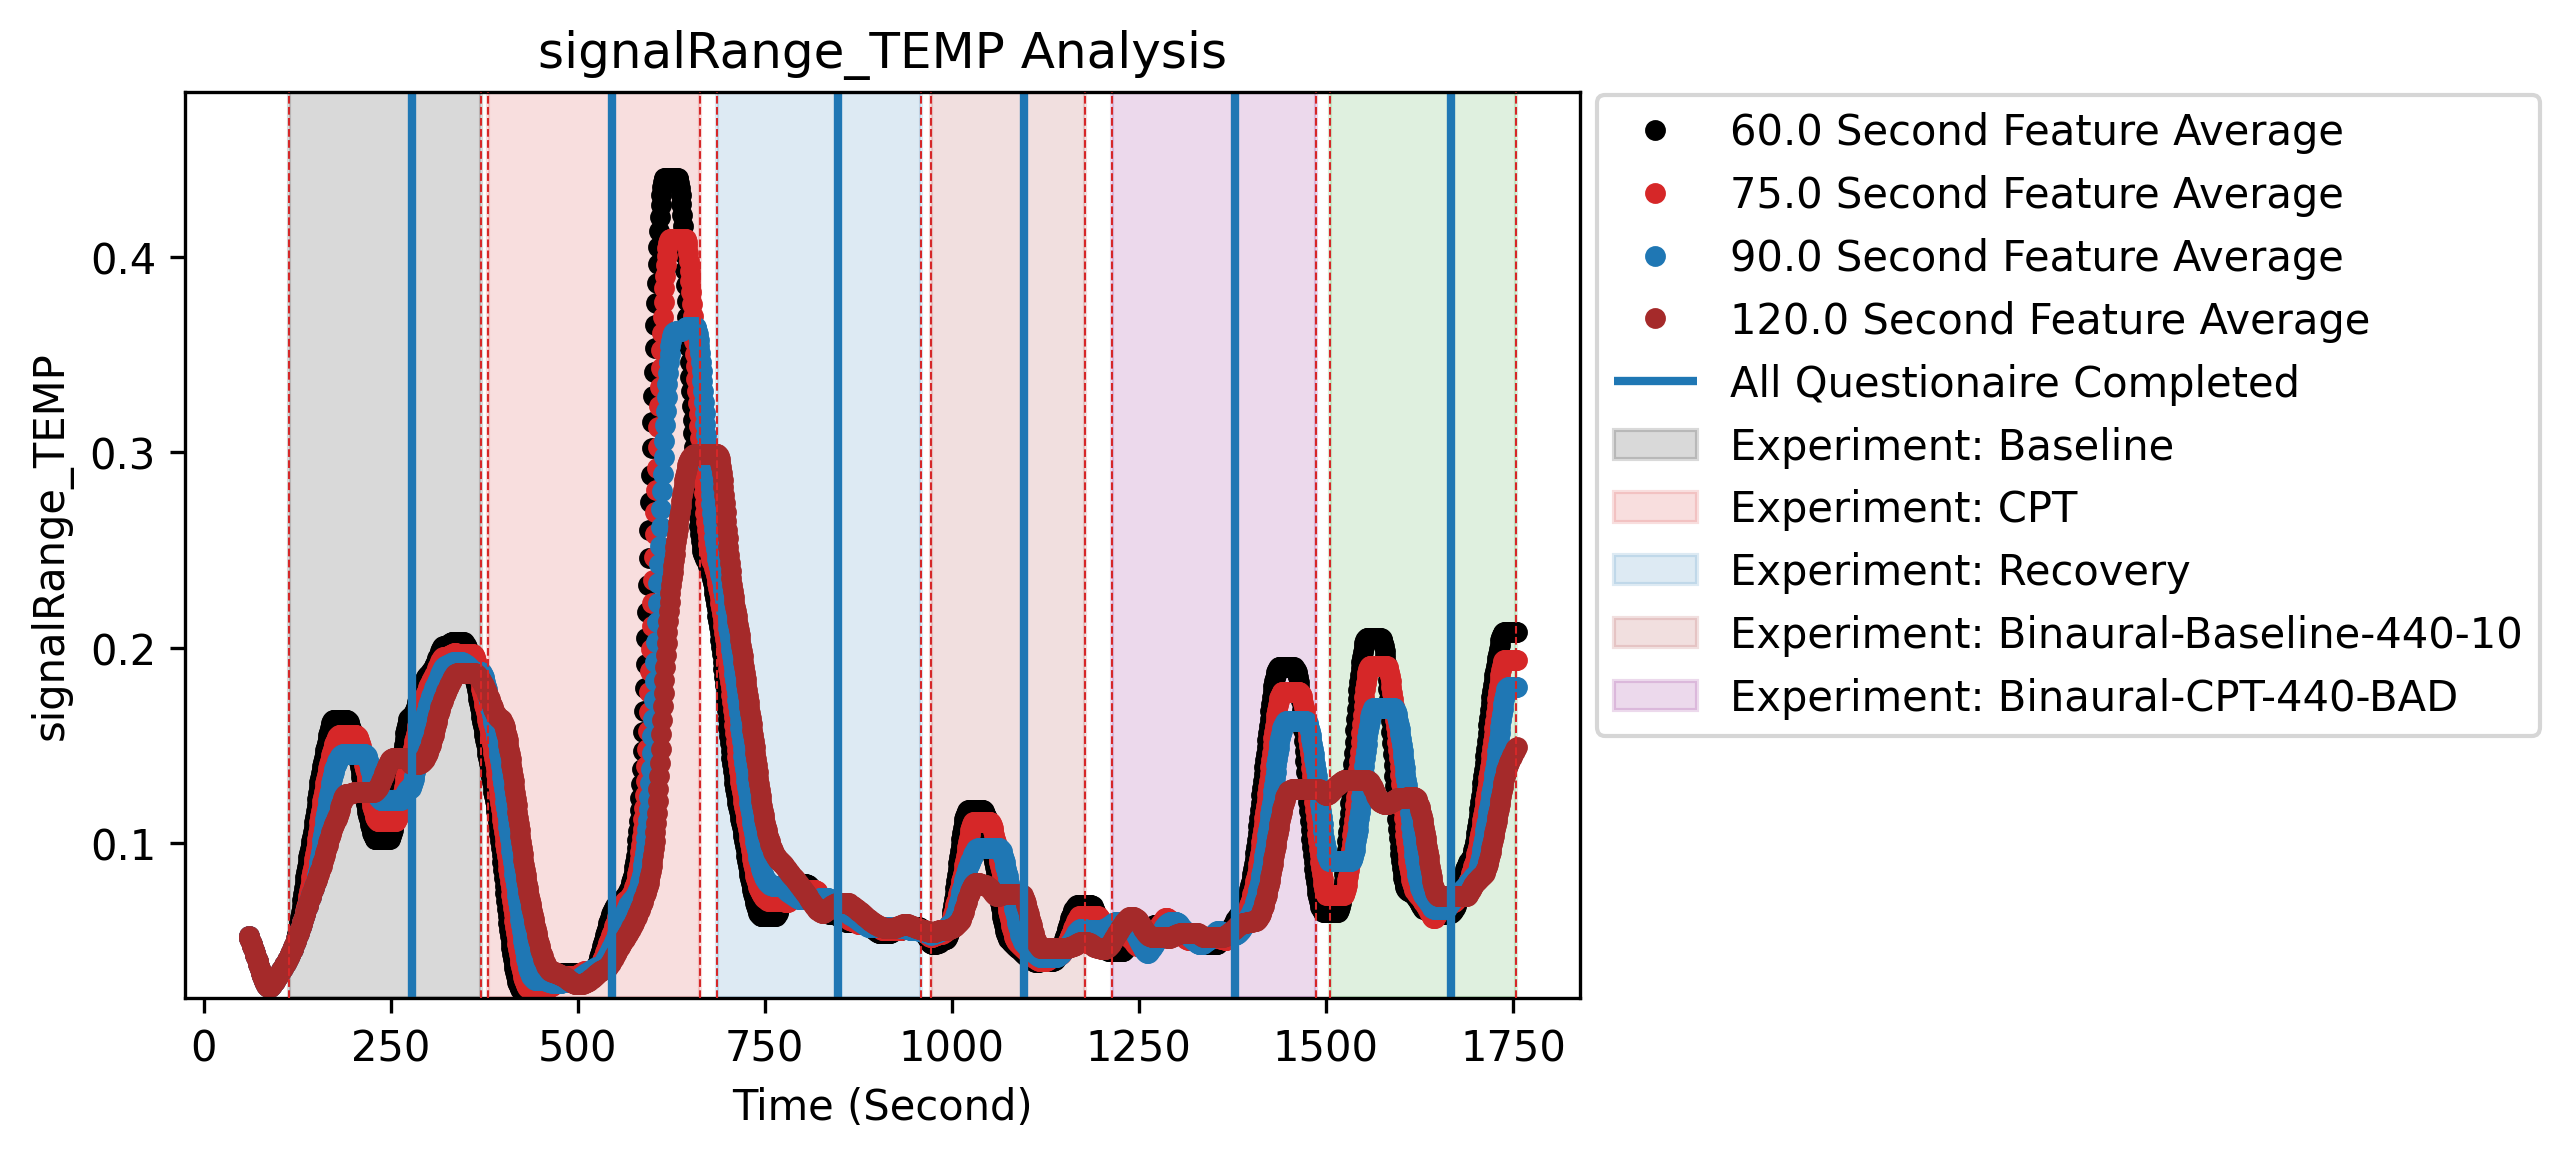 signalRange_TEMP Analysis
signalRange_TEMP
0.4
0.3
0.2
0.1
0 250 500 750 1000 1250 1500 1750
Time (Second)
60.0 Second Feature Average
75.0 Second Feature Average
90.0 Second Feature Average
120.0 Second Feature Average
All Questionaire Completed
Experiment: Baseline
Experiment: CPT
Experiment: Recovery
Experiment: Binaural-Baseline-440-10
Experiment: Binaural-CPT-440-BAD